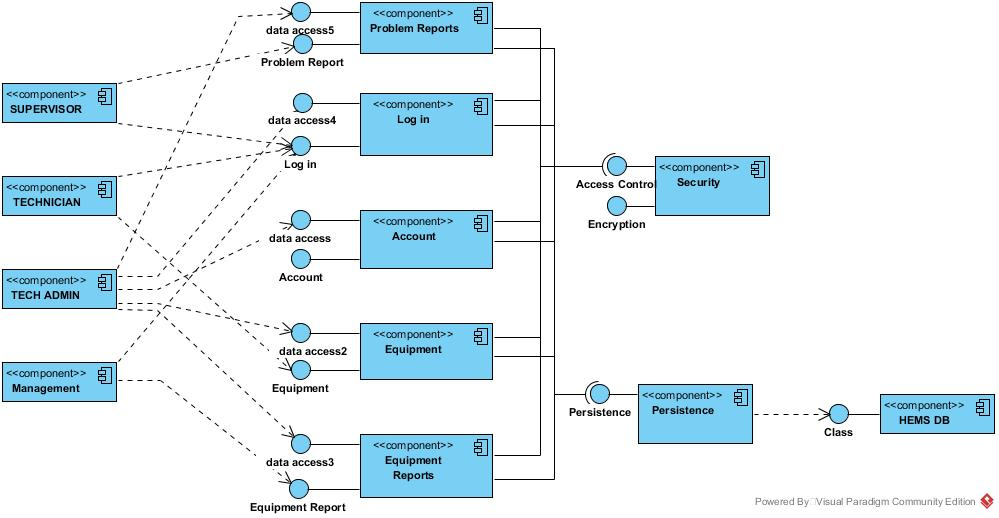 <<component>>
Problem Reports
data access5
Problem Report
<<component>>
SUPERVISOR
<<component>>
Log in
data access4
Log in
<<component>>
TECHNICIAN
<<component>>
Security
Access Control
Encryption
<<component>>
Account
data access
Account
<<component>>
TECH ADMIN
<<component>>
Equipment
data access2
Equipment
<<component>>
Management
<<component>>
Persistence
Persistence
<<component>>
HEMS DB
Class
<<component>>
Equipment
Reports
data access3
Equipment Report
Powered By Visual Paradigm Community Edition